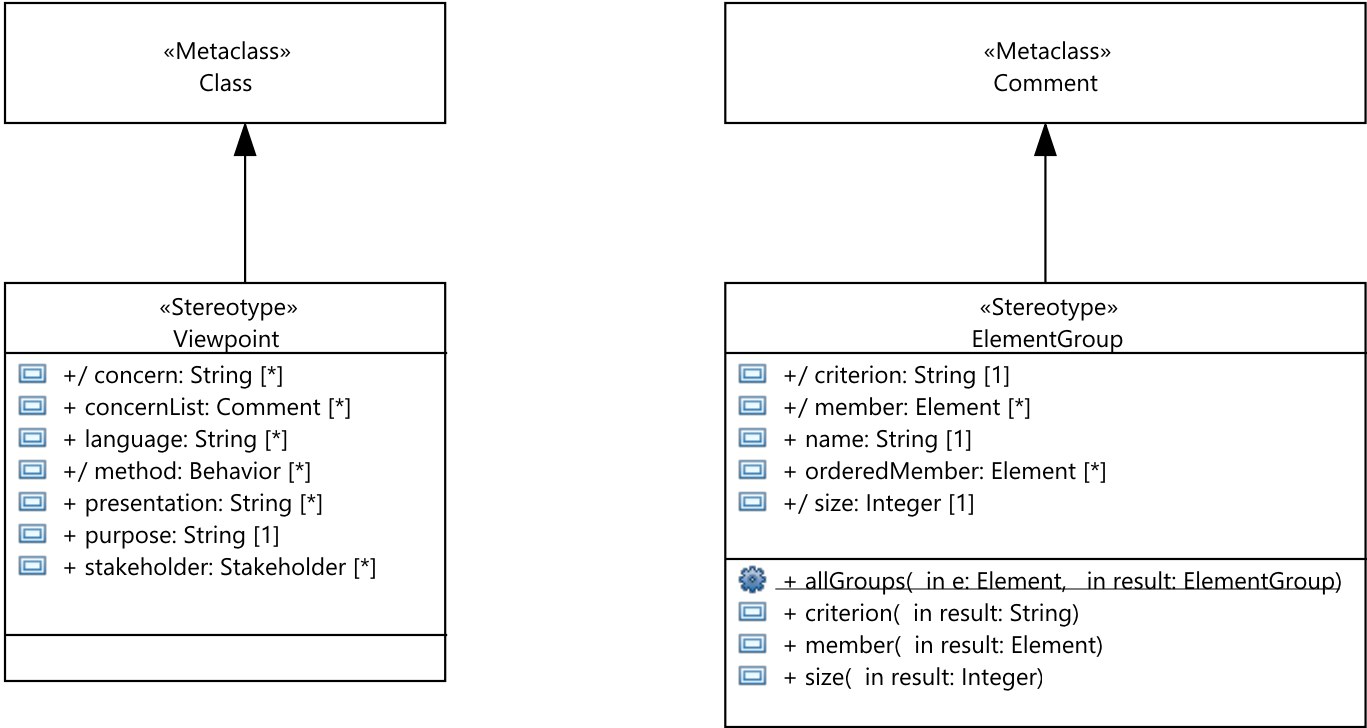 «Metaclass»
Class
«Metaclass»
Comment
«Stereotype»
Viewpoint
+/ concern: String [*]
+ concernList: Comment [*]
+ language: String [*]
+/ method: Behavior [*]
+ presentation: String [*]
+ purpose: String [1]
+ stakeholder: Stakeholder [*]
«Stereotype»
ElementGroup
+/ criterion: String [1]
+/ member: Element [*]
+ name: String [1]
+ orderedMember: Element [*]
+/ size: Integer [1]
+ allGroups( in e: Element, in result: ElementGroup)
+ criterion( in result: String)
+ member( in result: Element)
+ size( in result: Integer)